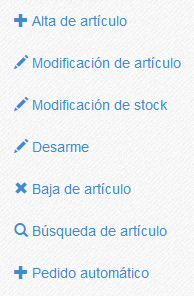 Alta de artículo
Modificación de artículo
Modificación de stock
Desarme
Baja de artículo
Búsqueda de artículo
Pedido automático